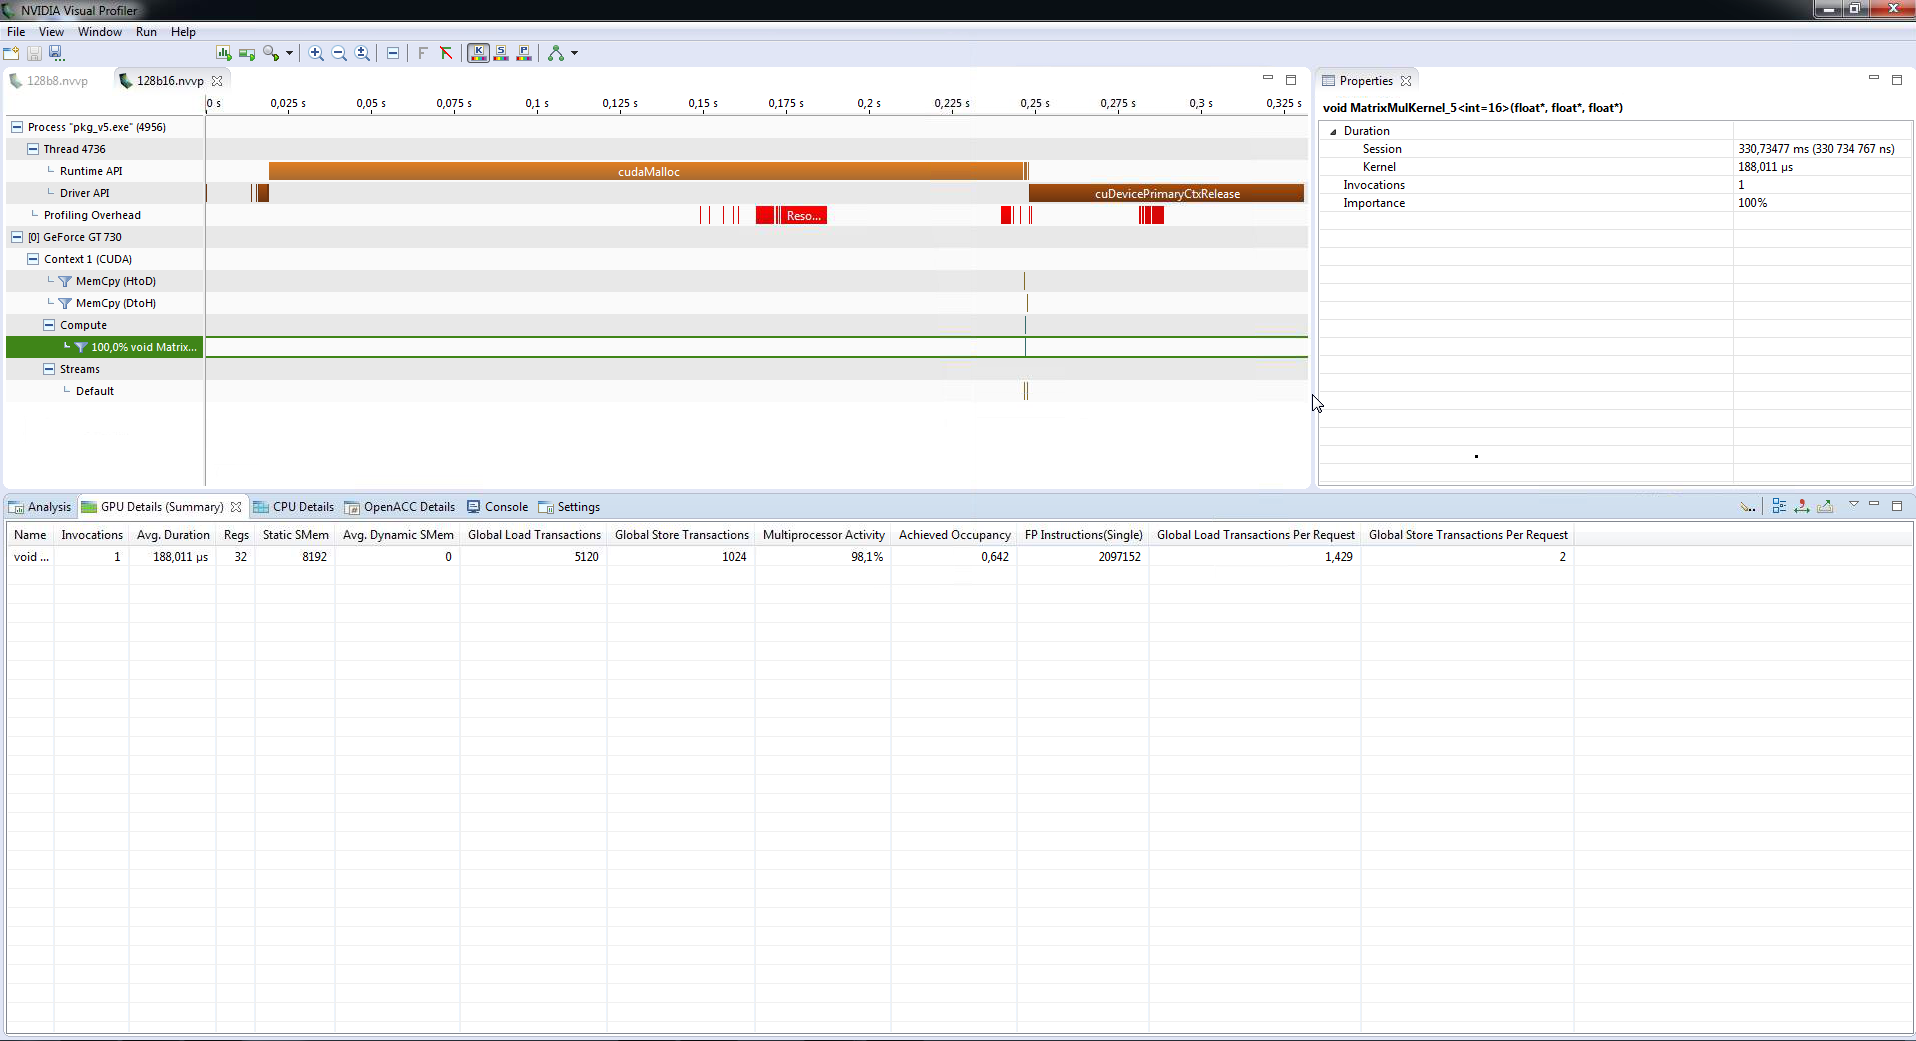 NVIDIA Visual Profiler
File View Window Run Help
128b8.nvvp 128b16.nvvp
0 s 0,025 s 0,05 s 0,075 s 0,1 s 0,125 s 0,15 s 0,175 s 0,2 s 0,225 s 0,25 s 0,275 s 0,3 s 0,325 s
Process "pkg_v5.exe" (4956)
Thread 4736
Runtime API cudaMalloc
Driver API cuDevicePrimaryCtxRelease
Profiling Overhead Reso...
[0] GeForce GT 730
Context 1 (CUDA)
MemCpy (HtoD)
MemCpy (DtoH)
Compute
100,0% void Matrix...
Streams
Default
Properties
void MatrixMulKernel_5<int=16>(float*, float*, float*)
Duration
Session 330,73477 ms (330 734 767 ns)
Kernel 188,011 µs
Invocations 1
Importance 100%
Analysis GPU Details (Summary) CPU Details OpenACC Details Console Settings
Name Invocations Avg. Duration Regs Static SMem Avg. Dynamic SMem Global Load Transactions Global Store Transactions Multiprocessor Activity Achieved Occupancy FP Instructions(Single) Global Load Transactions Per Request Global Store Transactions Per Request
void ... 1 188,011 µs 32 8192 0 5120 1024 98,1% 0,642 2097152 1,429 2